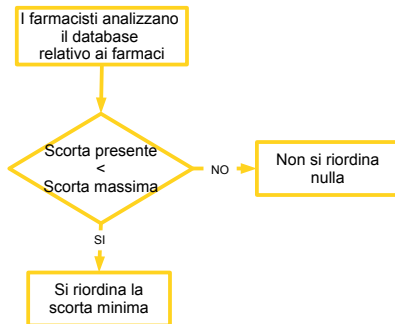 I farmacisti analizzano
il database
relativo ai farmaci
Scorta presente
<
Scorta massima
NO
Non si riordina
nulla
SI
Si riordina la
scorta minima